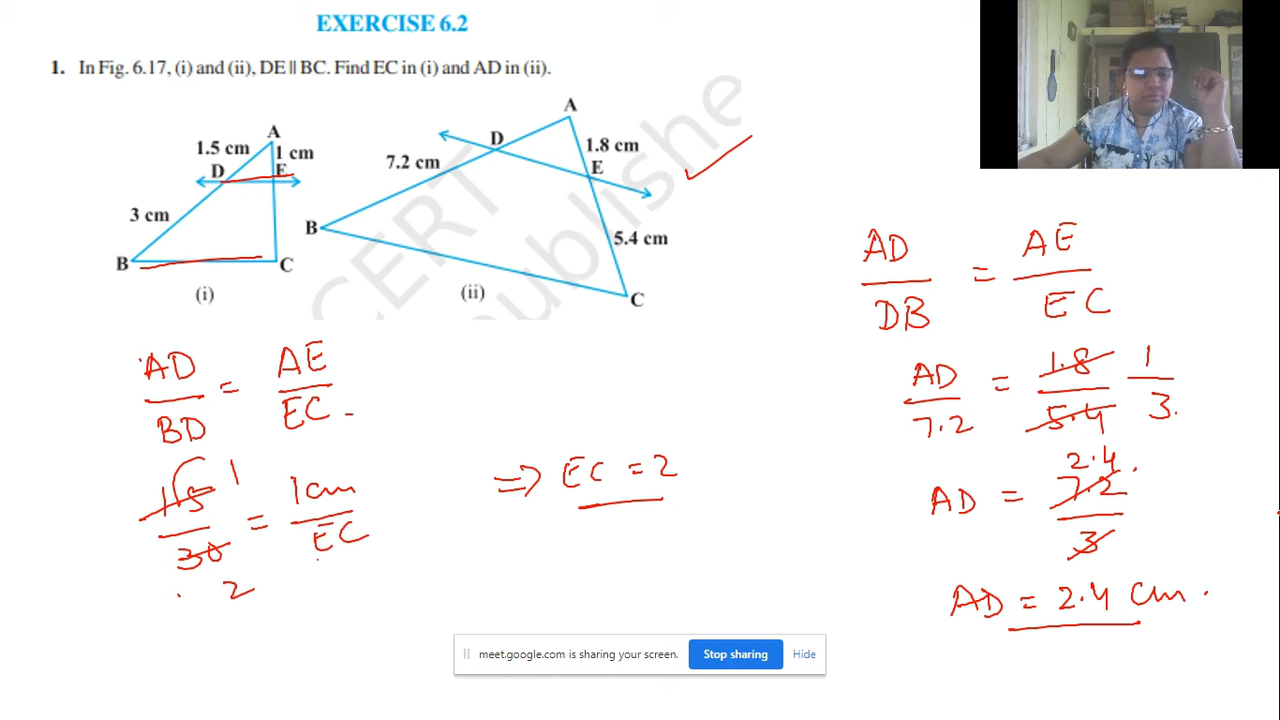 EXERCISE 6.2
1. In Fig. 6.17, (i) and (ii), DE || BC. Find EC in (i) and AD in (ii).
A
1.5 cm
1 cm
D
E
3 cm
B
C
(i)
A
D
1.8 cm
7.2 cm
E
B
5.4 cm
C
(ii)
CERT
publishe
AD/BD = AE/EC
1.5/30 1/2 = 1cm/EC
=> EC = 2
AD/DB = AE/EC
AD/7.2 = 1.8/5.4 1/3.
AD = 7.2/3 2.4.
AD = 2.4 cm.
meet.google.com is sharing your screen.
Stop sharing
Hide